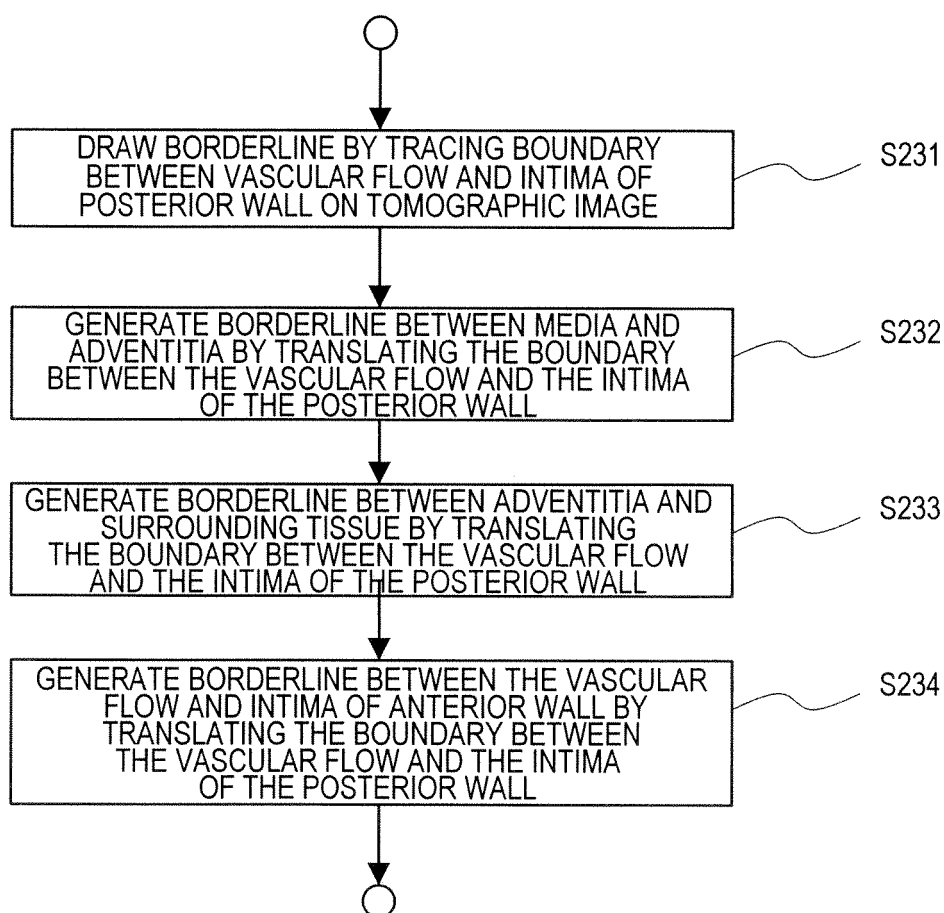 DRAW BORDERLINE BY TRACING BOUNDARY
BETWEEN VASCULAR FLOW AND INTIMA OF
POSTERIOR WALL ON TOMOGRAPHIC IMAGE
S231
GENERATE BORDERLINE BETWEEN MEDIA AND
ADVENTITIA BY TRANSLATING THE BOUNDARY
BETWEEN THE VASCULAR FLOW AND THE INTIMA
OF THE POSTERIOR WALL
S232
GENERATE BORDERLINE BETWEEN ADVENTITIA AND
SURROUNDING TISSUE BY TRANSLATING
THE BOUNDARY BETWEEN THE VASCULAR FLOW
AND THE INTIMA OF THE POSTERIOR WALL
S233
GENERATE BORDERLINE BETWEEN THE VASCULAR
FLOW AND INTIMA OF ANTERIOR WALL BY
TRANSLATING THE BOUNDARY BETWEEN
THE VASCULAR FLOW AND THE INTIMA
OF THE POSTERIOR WALL
S234